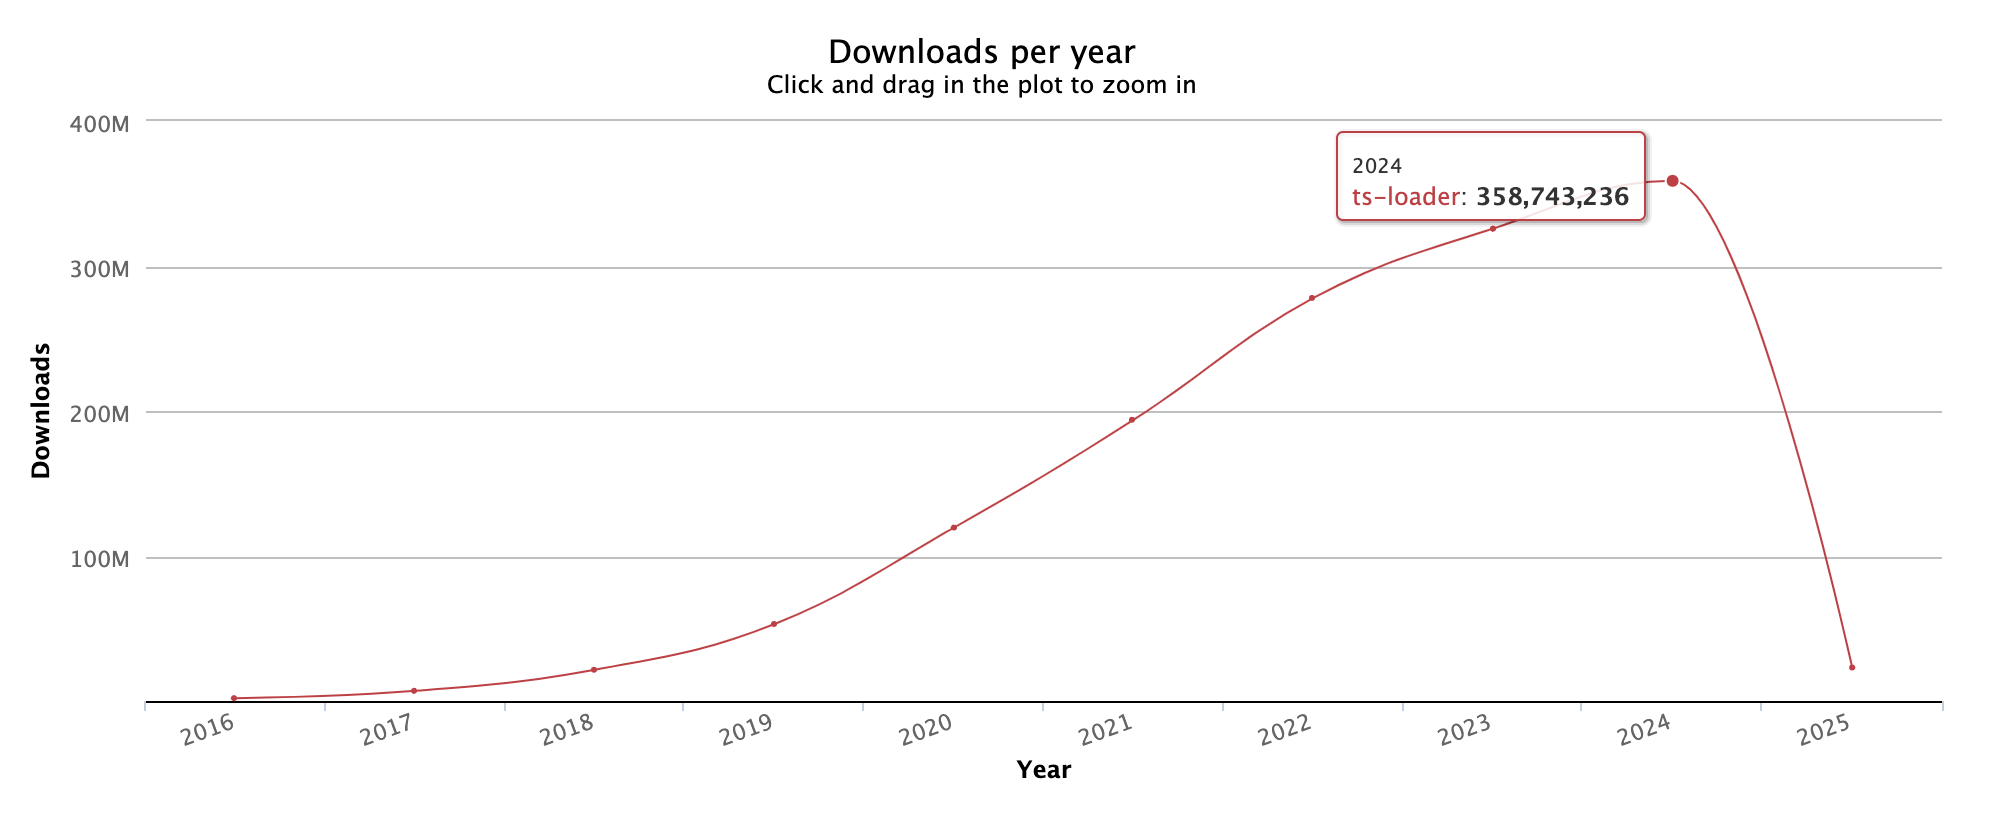 Downloads per year
Click and drag in the plot to zoom in
400M
300M
200M
100M
Downloads
2024
ts-loader: 358,743,236
2016 2017 2018 2019 2020 2021 2022 2023 2024 2025
Year